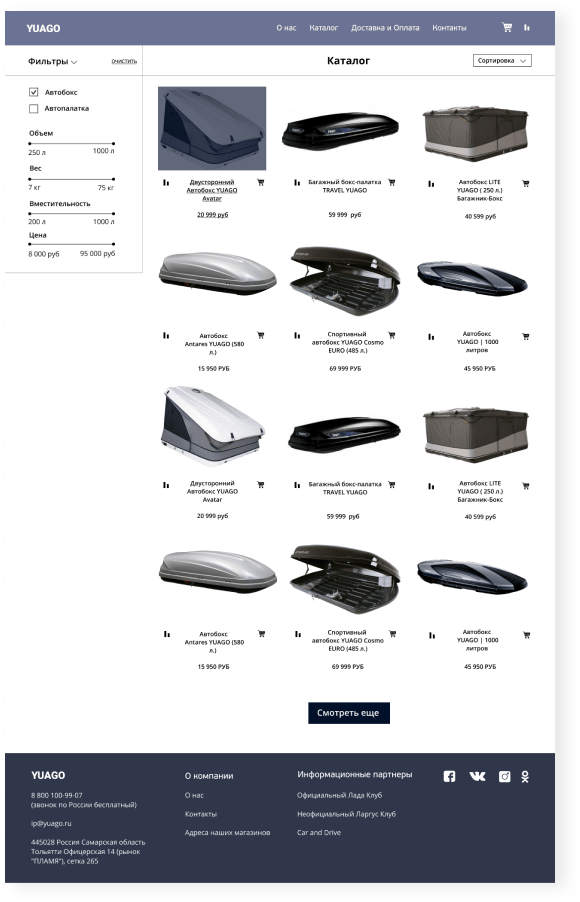 YUAGO
О нас Каталог Доставка и Оплата Контакты
Фильтры очистить
Каталог
Сортировка
Автобокс
Автопалатка
Объем
250 л 1000 л
Вес
7 кг 75 кг
Вместительность
200 л 1000 л
Цена
8 000 руб 95 000 руб
Двусторонний
Автобокс YUAGO
Avatar
20 999 руб
Багажный бокс-палатка
TRAVEL YUAGO
59 999 руб
Автобокс LITE
YUAGO ( 250 л.)
Багажник-Бокс
40 599 руб
Автобокс
Antares YUAGO (580
л.)
15 950 РУБ
Спортивный
автобокс YUAGO Cosmo
EURO (485 л.)
69 999 РУБ
Автобокс
YUAGO | 1000
литров
45 950 РУБ
Двусторонний
Автобокс YUAGO
Avatar
20 999 руб
Багажный бокс-палатка
TRAVEL YUAGO
59 999 руб
Автобокс LITE
YUAGO ( 250 л.)
Багажник-Бокс
40 599 руб
Автобокс
Antares YUAGO (580
л.)
15 950 РУБ
Спортивный
автобокс YUAGO Cosmo
EURO (485 л.)
69 999 РУБ
Автобокс
YUAGO | 1000
литров
45 950 РУБ
Смотреть еще
YUAGO
8 800 100-99-07
(звонок по России бесплатный)
ip@yuago.ru
445028 Россия Самарская область
Тольятти Офицерская 14 (рынок
"ПЛАМЯ"), сетка 265
О компании
О нас
Контакты
Адреса наших магазинов
Информационные партнеры
Официальный Лада Клуб
Неофициальный Ларгус Клуб
Car and Drive